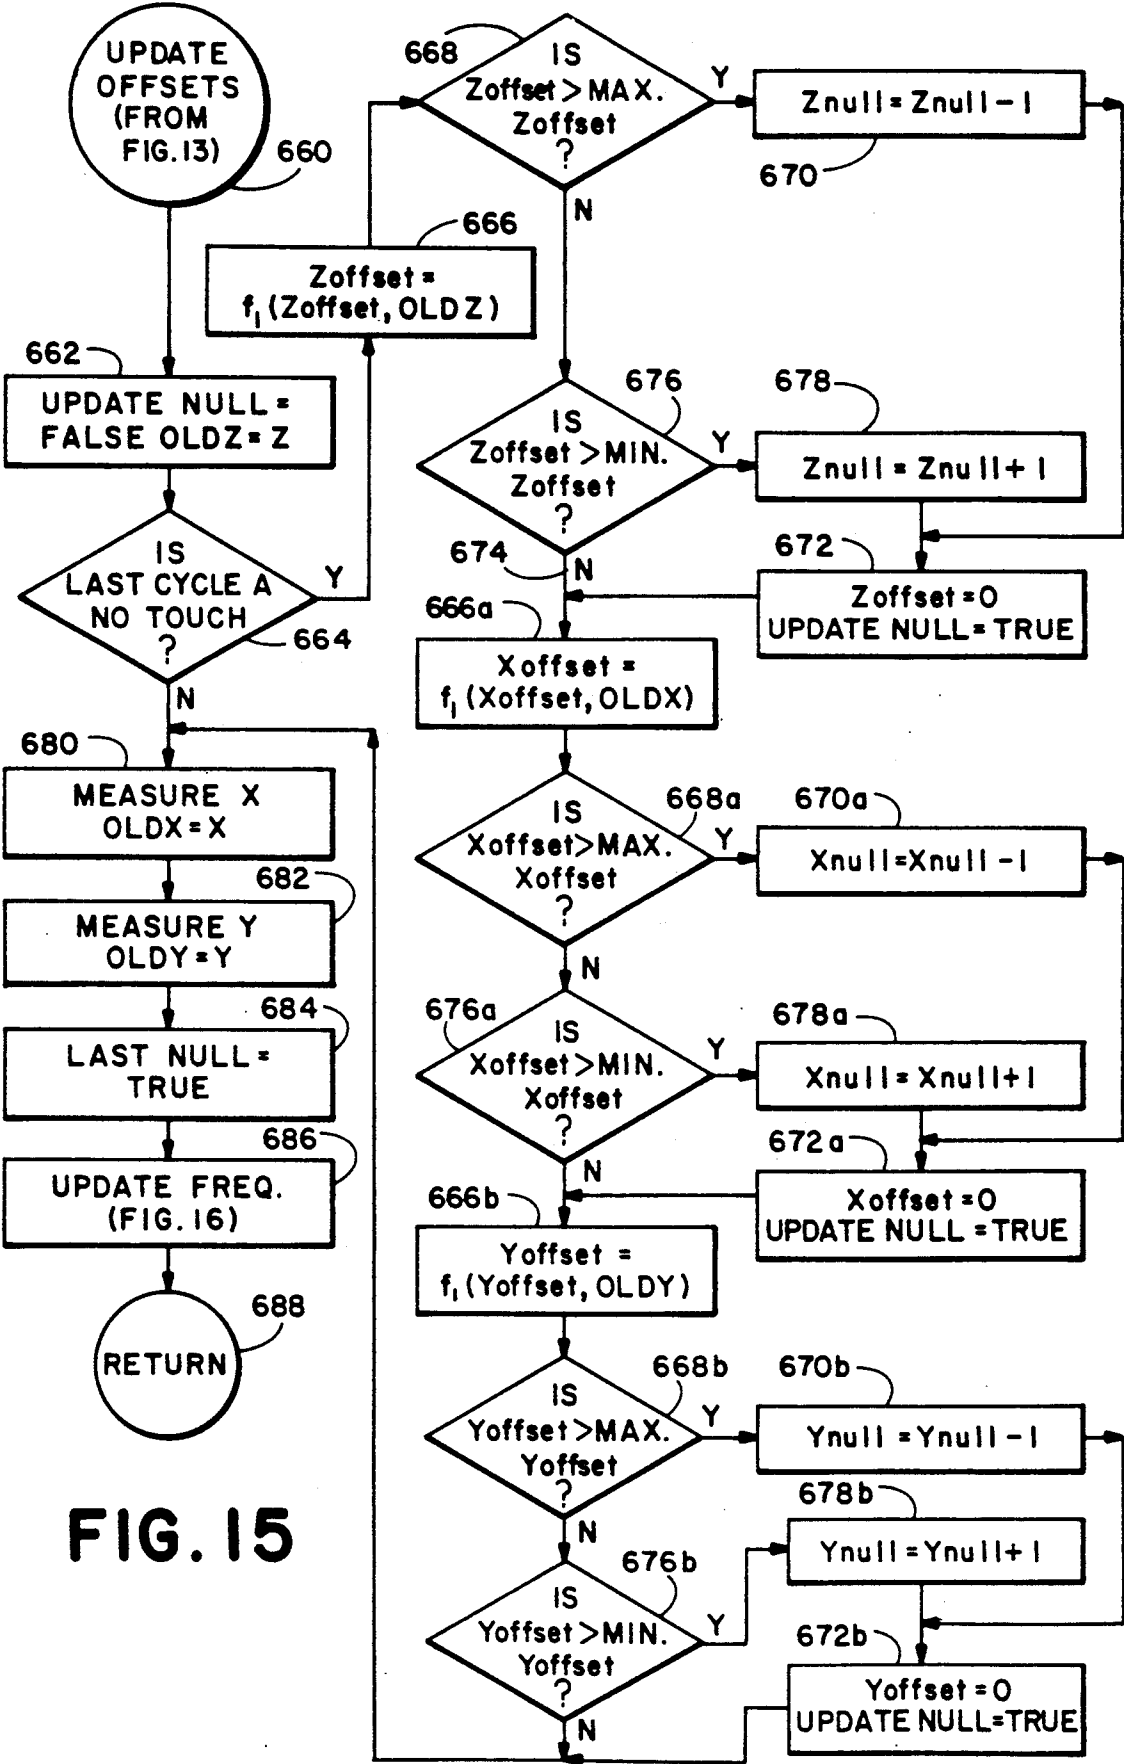 UPDATE
OFFSETS
(FROM
FIG.13)
660
662
UPDATE NULL =
FALSE OLDZ = Z
IS
LAST CYCLE A
NO TOUCH
?
664
Y
N
666
Zoffset =
f1 (Zoffset, OLDZ)
668
IS
Zoffset > MAX.
Zoffset
?
Y
N
Znull = Znull - 1
670
676
IS
Zoffset > MIN.
Zoffset
?
Y
674
N
678
Znull = Znull + 1
672
Zoffset = 0
UPDATE NULL = TRUE
666a
Xoffset =
f1 (Xoffset, OLDX)
668a
IS
Xoffset > MAX.
Xoffset
?
Y
N
670a
Xnull = Xnull - 1
676a
IS
Xoffset > MIN.
Xoffset
?
Y
N
678a
Xnull = Xnull + 1
672a
Xoffset = 0
UPDATE NULL = TRUE
666b
Yoffset =
f1 (Yoffset, OLDY)
668b
IS
Yoffset > MAX.
Yoffset
?
Y
N
670b
Ynull = Ynull - 1
676b
IS
Yoffset > MIN.
Yoffset
?
Y
N
678b
Ynull = Ynull + 1
672b
Yoffset = 0
UPDATE NULL = TRUE
680
MEASURE X
OLDX = X
682
MEASURE Y
OLDY = Y
684
LAST NULL =
TRUE
686
UPDATE FREQ.
(FIG.16)
688
RETURN
FIG. 15